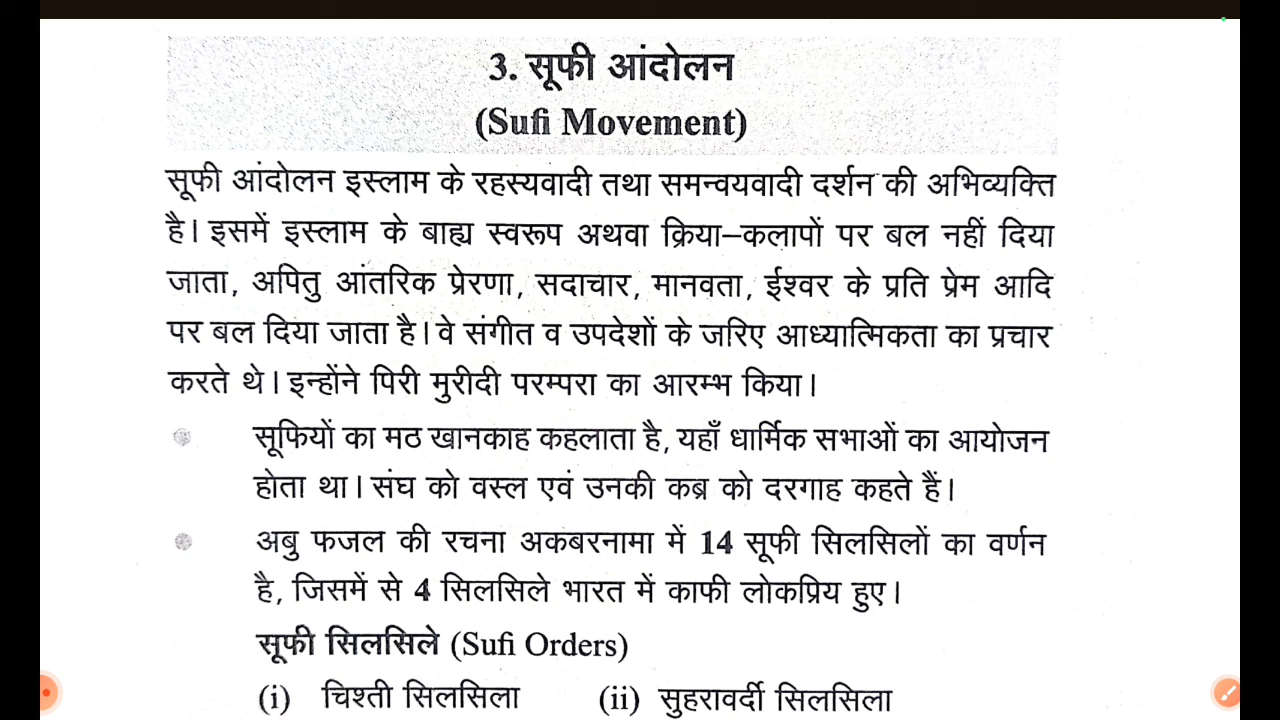 3. सूफी आंदोलन
(Sufi Movement)
सूफी आंदोलन इस्लाम के रहस्यवादी तथा समन्वयवादी दर्शन की अभिव्यक्ति
है। इसमें इस्लाम के बाह्य स्वरूप अथवा क्रिया–कलापों पर बल नहीं दिया
जाता, अपितु आंतरिक प्रेरणा, सदाचार, मानवता, ईश्वर के प्रति प्रेम आदि
पर बल दिया जाता है। वे संगीत व उपदेशों के जरिए आध्यात्मिकता का प्रचार
करते थे। इन्होंने पिरी मुरीदी परम्परा का आरम्भ किया।
सूफियों का मठ खानकाह कहलाता है, यहाँ धार्मिक सभाओं का आयोजन
होता था। संघ को वस्ल एवं उनकी कब्र को दरगाह कहते हैं।
अबु फजल की रचना अकबरनामा में 14 सूफी सिलसिलों का वर्णन
है, जिसमें से 4 सिलसिले भारत में काफी लोकप्रिय हुए।
सूफी सिलसिले (Sufi Orders)
(i) चिश्ती सिलसिला (ii) सुहरावर्दी सिलसिला